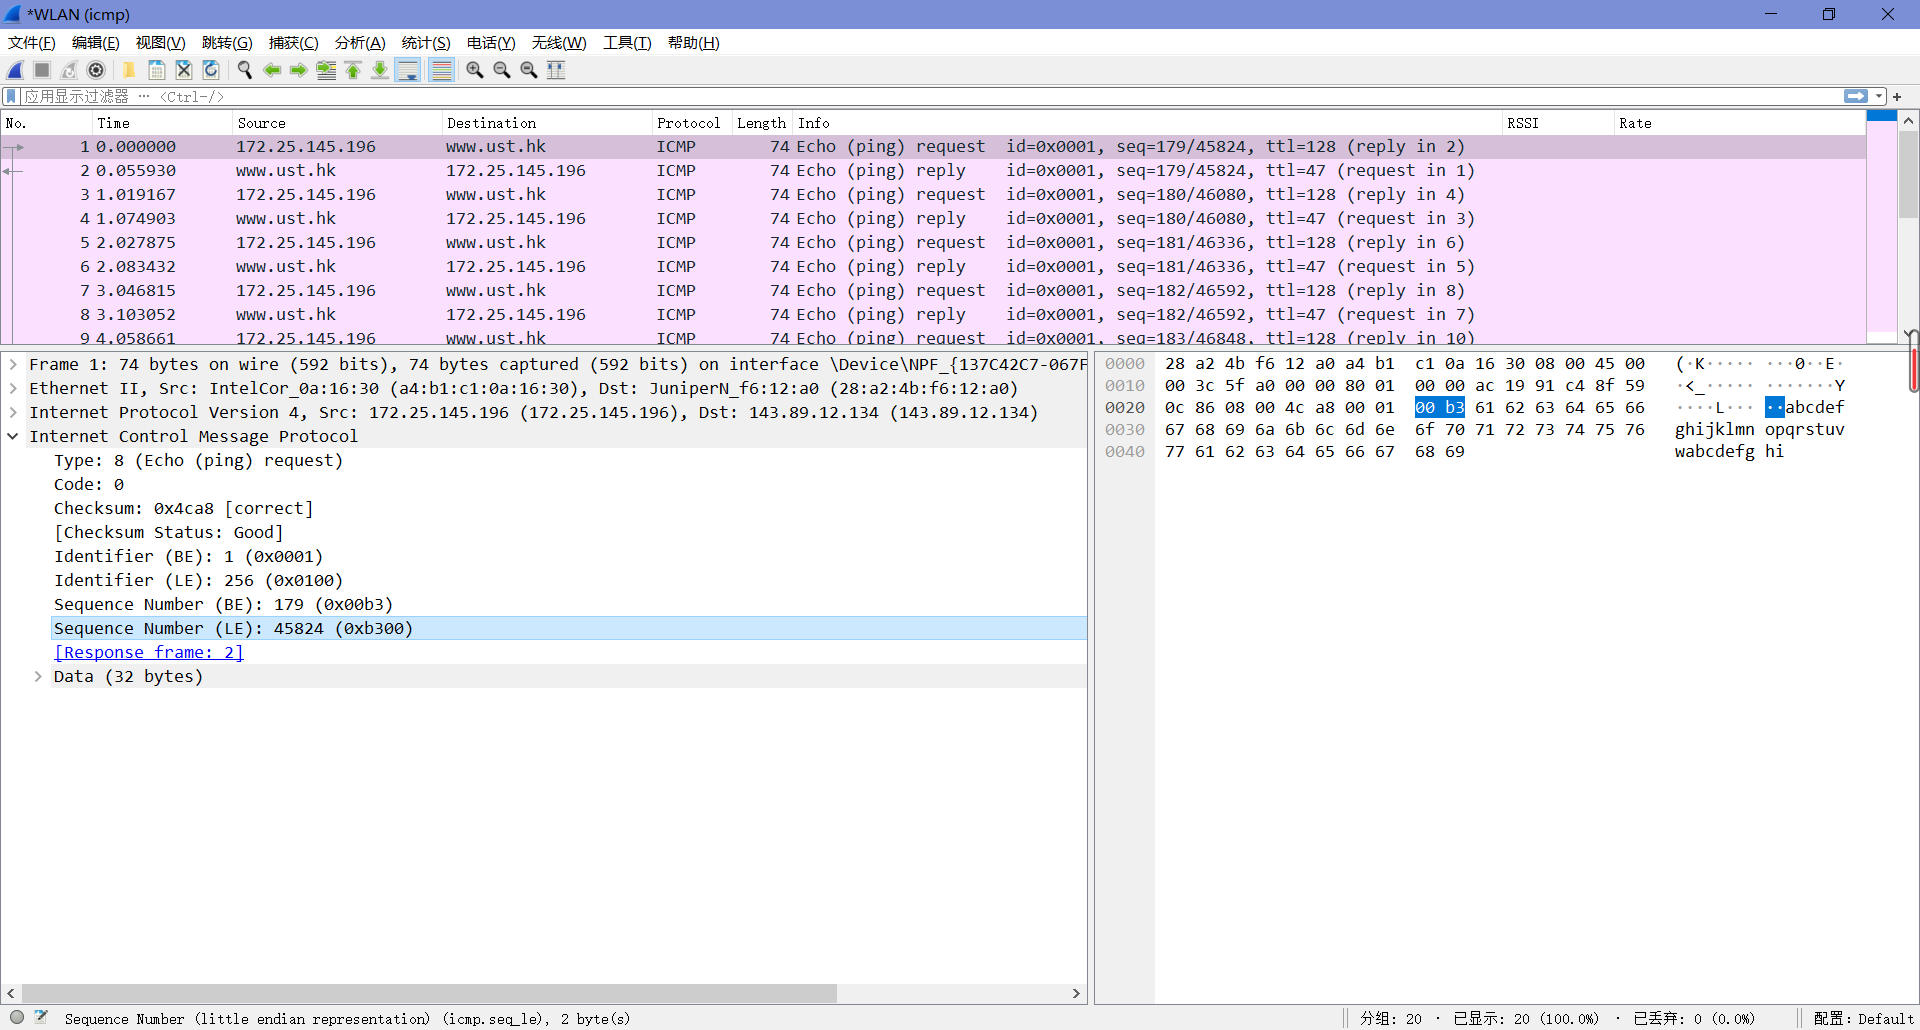 *WLAN (icmp)
文件(F) 编辑(E) 视图(V) 跳转(G) 捕获(C) 分析(A) 统计(S) 电话(Y) 无线(W) 工具(T) 帮助(H)
应用显示过滤器 … <Ctrl-/>
No. Time Source Destination Protocol Length Info RSSI Rate
1 0.000000 172.25.145.196 www.ust.hk ICMP 74 Echo (ping) request id=0x0001, seq=179/45824, ttl=128 (reply in 2)
2 0.055930 www.ust.hk 172.25.145.196 ICMP 74 Echo (ping) reply id=0x0001, seq=179/45824, ttl=47 (request in 1)
3 1.019167 172.25.145.196 www.ust.hk ICMP 74 Echo (ping) request id=0x0001, seq=180/46080, ttl=128 (reply in 4)
4 1.074903 www.ust.hk 172.25.145.196 ICMP 74 Echo (ping) reply id=0x0001, seq=180/46080, ttl=47 (request in 3)
5 2.027875 172.25.145.196 www.ust.hk ICMP 74 Echo (ping) request id=0x0001, seq=181/46336, ttl=128 (reply in 6)
6 2.083432 www.ust.hk 172.25.145.196 ICMP 74 Echo (ping) reply id=0x0001, seq=181/46336, ttl=47 (request in 5)
7 3.046815 172.25.145.196 www.ust.hk ICMP 74 Echo (ping) request id=0x0001, seq=182/46592, ttl=128 (reply in 8)
8 3.103052 www.ust.hk 172.25.145.196 ICMP 74 Echo (ping) reply id=0x0001, seq=182/46592, ttl=47 (request in 7)
9 4.058661 172.25.145.196 www.ust.hk ICMP 74 Echo (ping) request id=0x0001, seq=183/46848, ttl=128 (reply in 10)
Frame 1: 74 bytes on wire (592 bits), 74 bytes captured (592 bits) on interface \Device\NPF_{137C42C7-067F
Ethernet II, Src: IntelCor_0a:16:30 (a4:b1:c1:0a:16:30), Dst: JuniperN_f6:12:a0 (28:a2:4b:f6:12:a0)
Internet Protocol Version 4, Src: 172.25.145.196 (172.25.145.196), Dst: 143.89.12.134 (143.89.12.134)
Internet Control Message Protocol
Type: 8 (Echo (ping) request)
Code: 0
Checksum: 0x4ca8 [correct]
[Checksum Status: Good]
Identifier (BE): 1 (0x0001)
Identifier (LE): 256 (0x0100)
Sequence Number (BE): 179 (0x00b3)
Sequence Number (LE): 45824 (0xb300)
[Response frame: 2]
Data (32 bytes)
0000 28 a2 4b f6 12 a0 a4 b1 c1 0a 16 30 08 00 45 00 (·K····· ···0··E·
0010 00 3c 5f a0 00 00 80 01 00 00 ac 19 91 c4 8f 59 ·<_····· ·······Y
0020 0c 86 08 00 4c a8 00 01 00 b3 61 62 63 64 65 66 ····L··· ··abcdef
0030 67 68 69 6a 6b 6c 6d 6e 6f 70 71 72 73 74 75 76 ghijklmn opqrstuv
0040 77 61 62 63 64 65 66 67 68 69 wabcdefg hi
Sequence Number (little endian representation) (icmp.seq_le), 2 byte(s)
分组: 20 · 已显示: 20 (100.0%) · 已丢弃: 0 (0.0%)
配置: Default